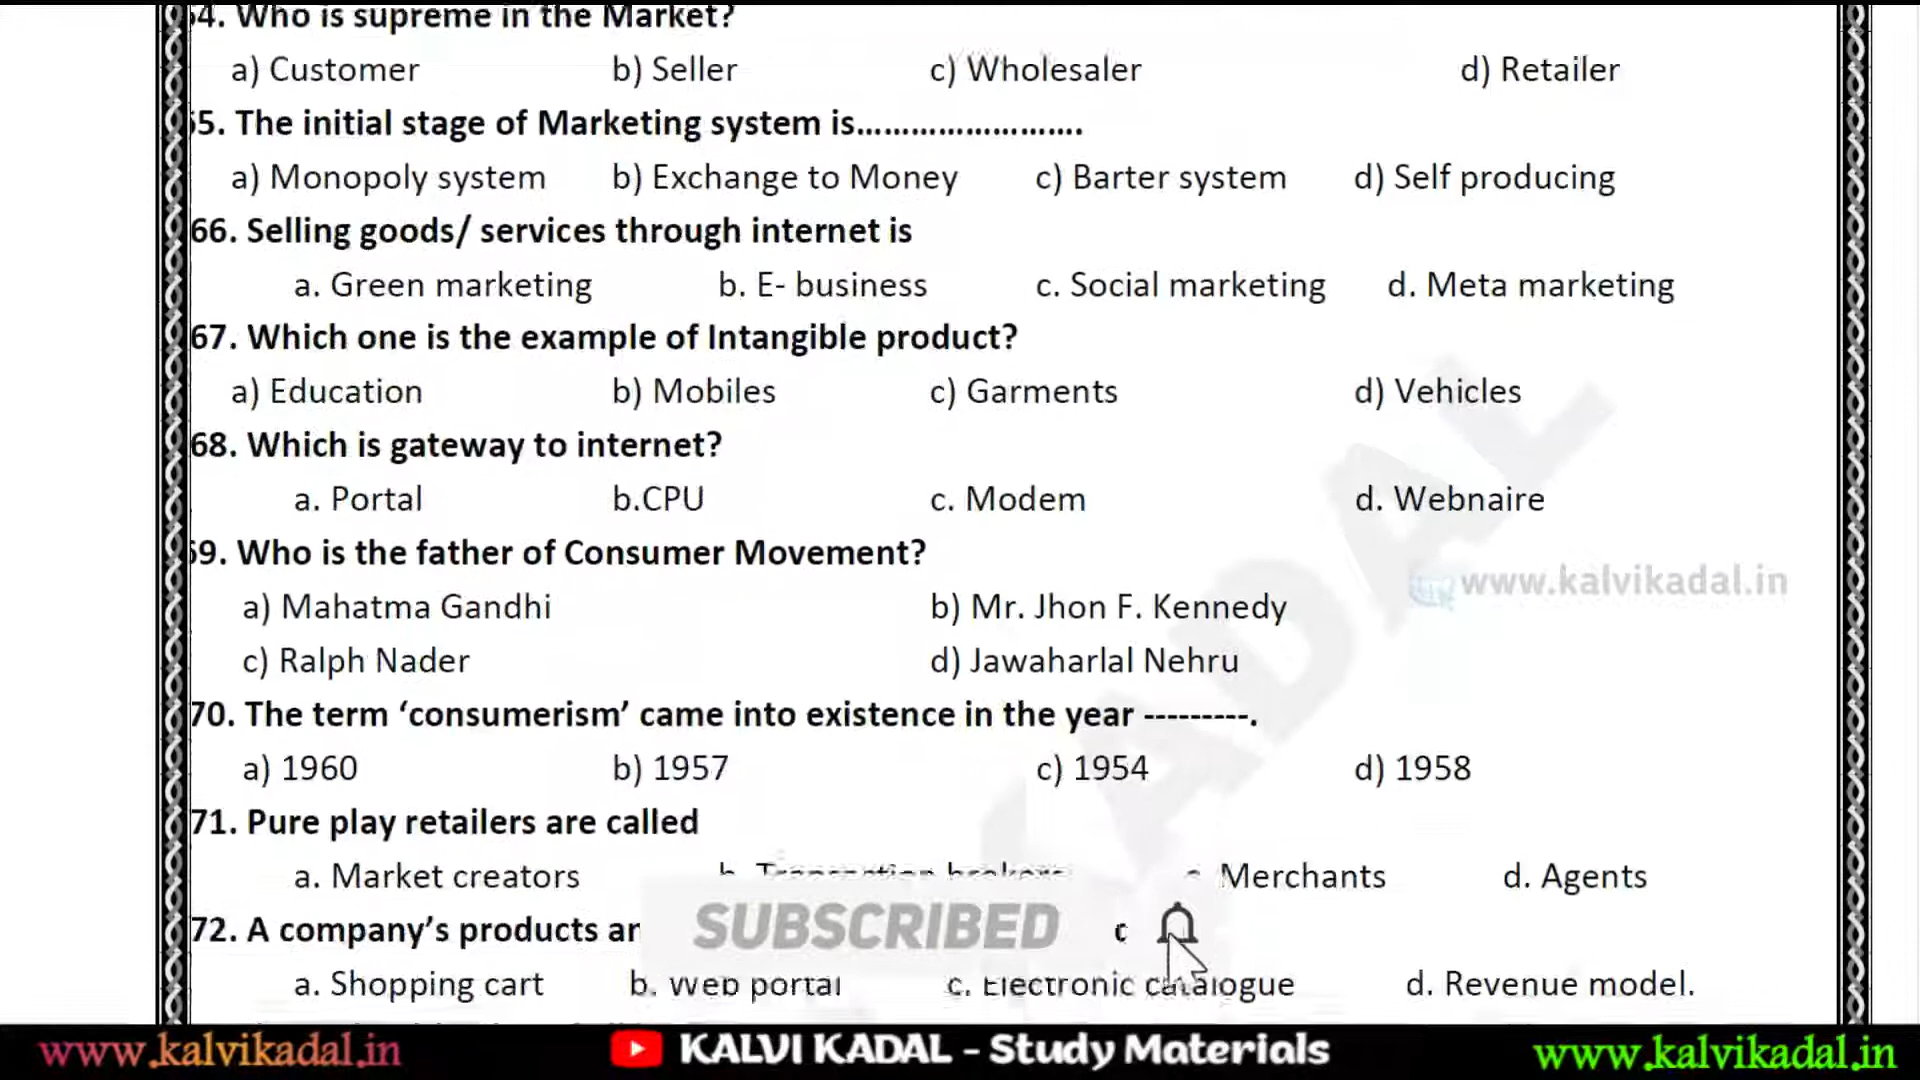 64. Who is supreme in the Market?
a) Customer b) Seller c) Wholesaler d) Retailer
65. The initial stage of Marketing system is.........................
a) Monopoly system b) Exchange to Money c) Barter system d) Self producing
66. Selling goods/ services through internet is
a. Green marketing b. E- business c. Social marketing d. Meta marketing
67. Which one is the example of Intangible product?
a) Education b) Mobiles c) Garments d) Vehicles
68. Which is gateway to internet?
a. Portal b.CPU c. Modem d. Webnaire
69. Who is the father of Consumer Movement?
www.kalvikadal.in
a) Mahatma Gandhi b) Mr. Jhon F. Kennedy
c) Ralph Nader d) Jawaharlal Nehru
70. The term ‘consumerism’ came into existence in the year ---------.
a) 1960 b) 1957 c) 1954 d) 1958
71. Pure play retailers are called
a. Market creators b. Transaction brokers c. Merchants d. Agents
72. A company’s products
SUBSCRIBED
a. Shopping cart b. Web portal c. Electronic catalogue d. Revenue model.
KADAL
www.kalvikadal.in KALVI KADAL - Study Materials www.kalvikadal.in